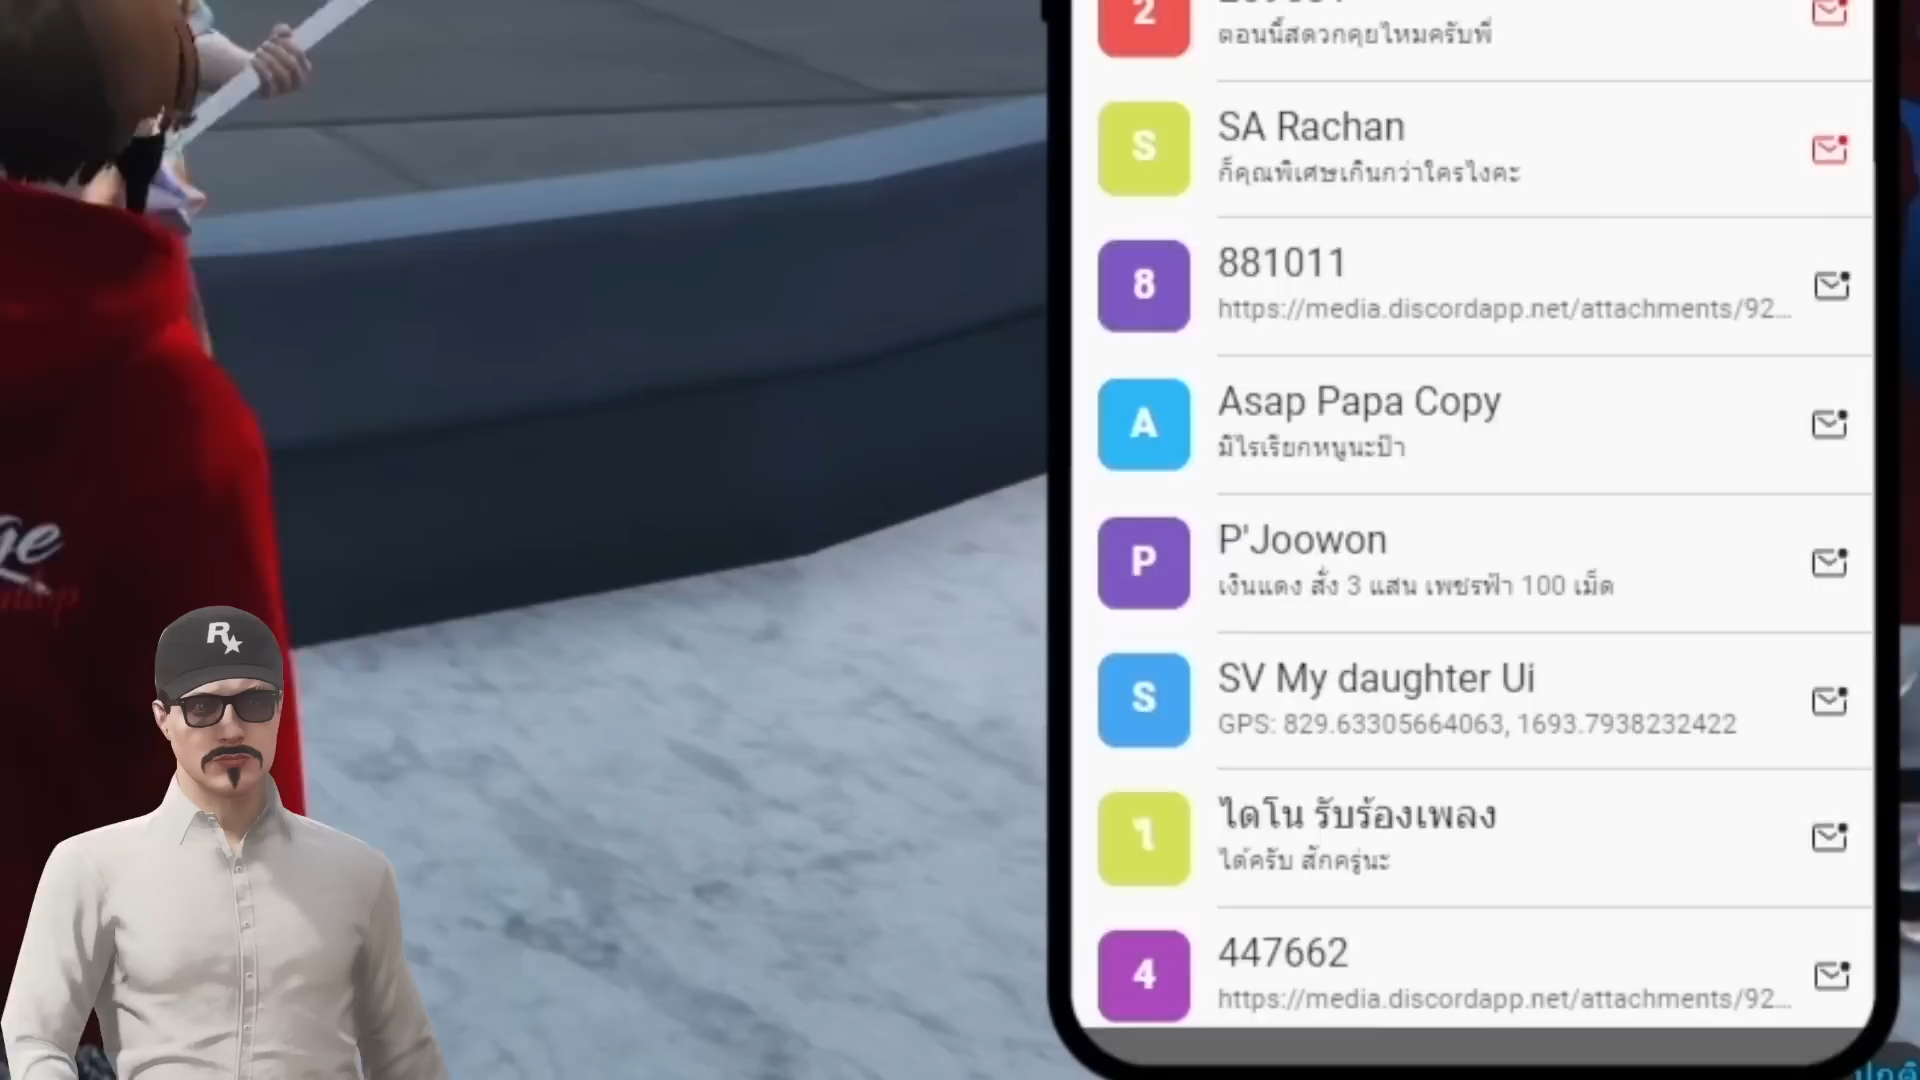 2
ตอนนี้สดวกคุยไหมครับพี่
S
SA Rachan
ก็คุณพิเศษเกินกว่าใครไงคะ
8
881011
https://media.discordapp.net/attachments/92...
A
Asap Papa Copy
มีไรเรียกหนูนะป๊า
P
P'Joowon
เงินแดง สั่ง 3 แสน เพชรฟ้า 100 เม็ด
S
SV My daughter Ui
GPS: 829.63305664063, 1693.7938232422
ไ
ไดโน รับร้องเพลง
ได้ครับ สักครู่นะ
4
447662
https://media.discordapp.net/attachments/92...
R